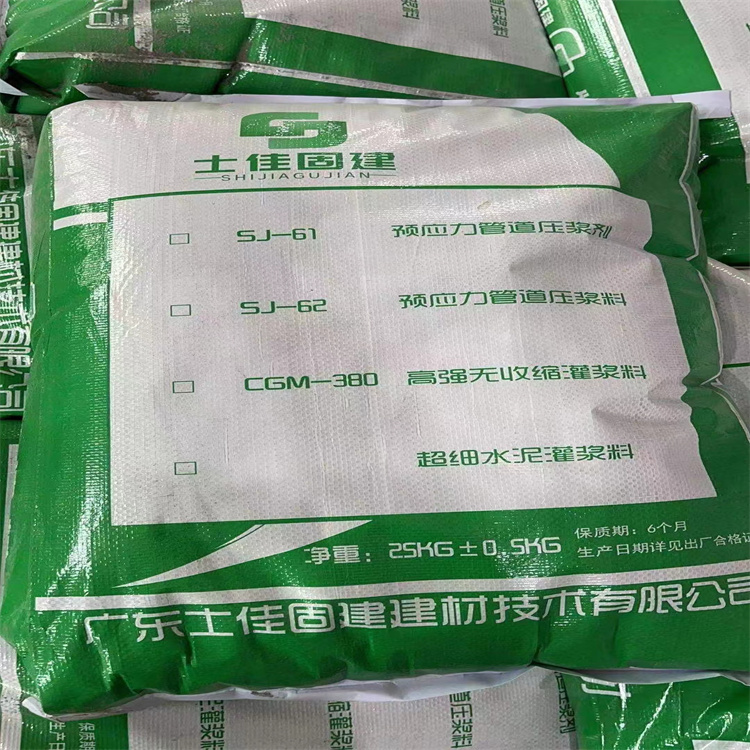 士佳固建
SHIJIAGUJIAN
SJ-61 预应力管道压浆剂
SJ-62 预应力管道压浆料
CGM-380 高强无收缩灌浆料
超细水泥灌浆料
净重：25KG±0.5KG
保质期：6个月
生产日期详见出厂合格证
广东士佳固建建材技术有限公司